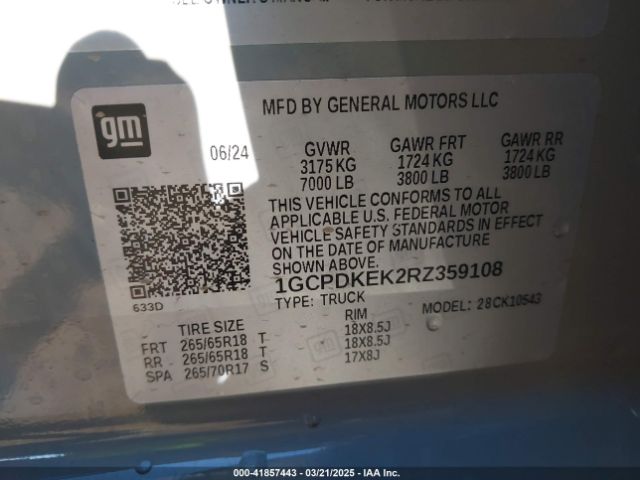 gm
MFD BY GENERAL MOTORS LLC
06/24
GVWR GAWR FRT GAWR RR
3175 KG 1724 KG 1724 KG
7000 LB 3800 LB 3800 LB
THIS VEHICLE CONFORMS TO ALL
APPLICABLE U.S. FEDERAL MOTOR
VEHICLE SAFETY STANDARDS IN EFFECT
ON THE DATE OF MANUFACTURE
SHOWN ABOVE.
1GCPDKEK2RZ359108
633D
TYPE: TRUCK MODEL: 28CK10543
TIRE SIZE RIM
FRT 265/65R18 T 18X8.5J
RR 265/65R18 T 18X8.5J
SPA 265/70R17 S 17X8J
000-41857443 — 03/21/2025 — IAA Inc.